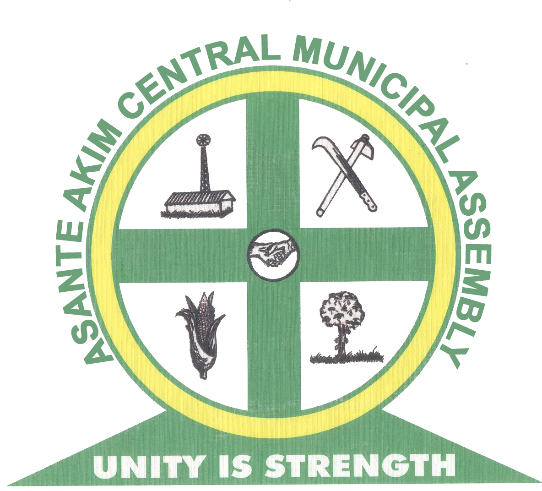 ASANTE AKIM CENTRAL MUNICIPAL ASSEMBLY
UNITY IS STRENGTH